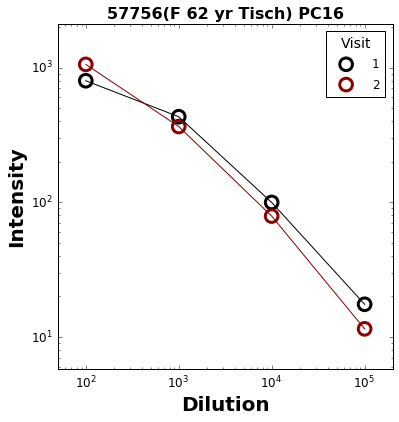 57756(F 62 yr Tisch) PC16
Visit
1
2
Intensity
10³
10²
10¹
10² 10³ 10⁴ 10⁵
Dilution